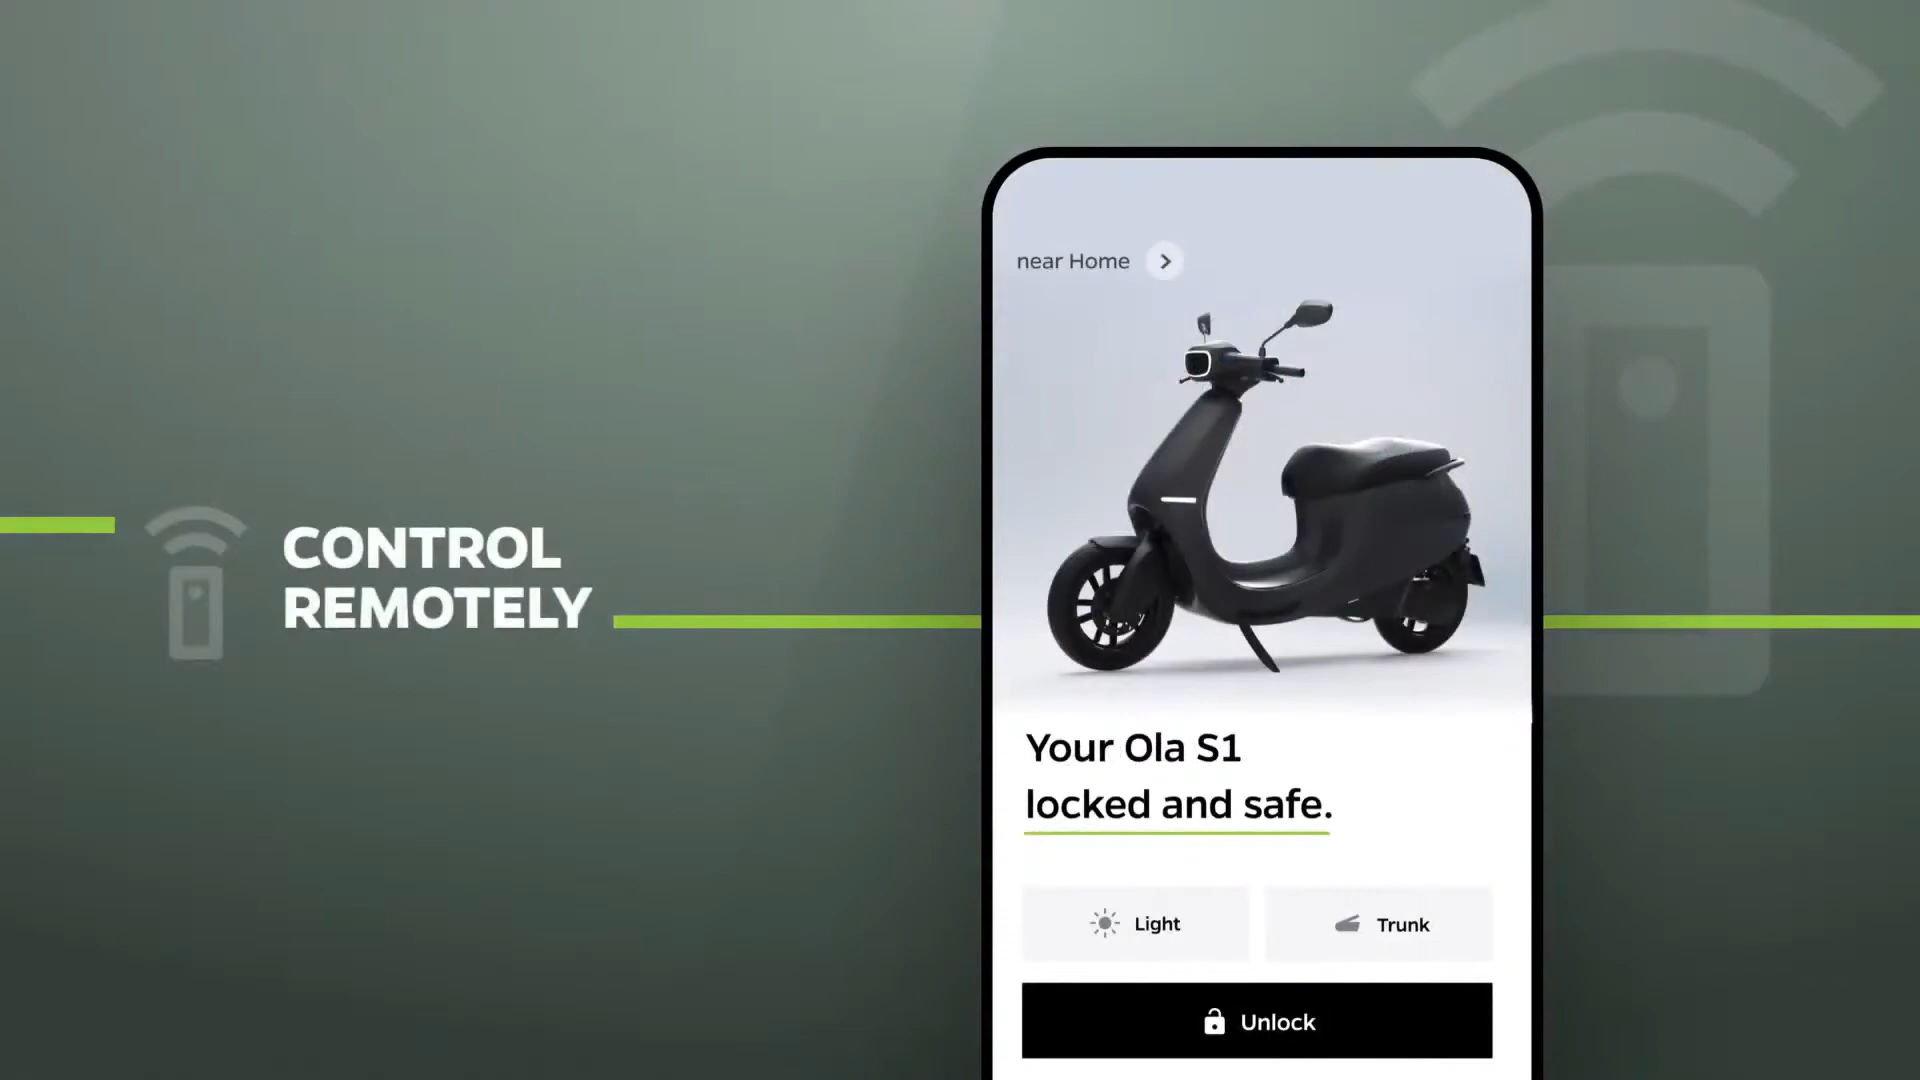 CONTROL
REMOTELY
near Home
Your Ola S1
locked and safe.
Light
Trunk
Unlock